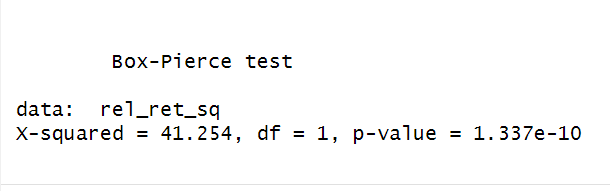 Box-Pierce test
data:  rel_ret_sq
X-squared = 41.254, df = 1, p-value = 1.337e-10